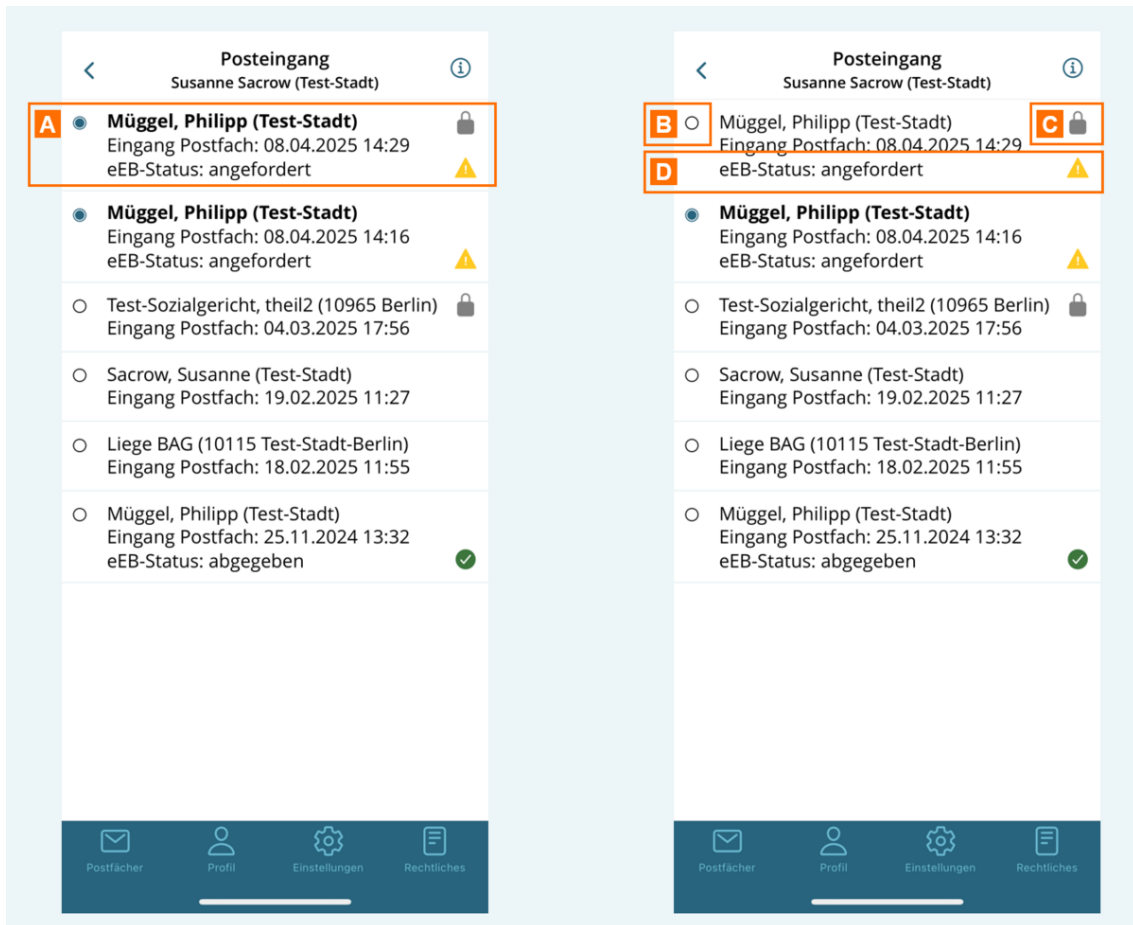 Posteingang
Susanne Sacrow (Test-Stadt)
A
Müggel, Philipp (Test-Stadt)
Eingang Postfach: 08.04.2025 14:29
eEB-Status: angefordert
Müggel, Philipp (Test-Stadt)
Eingang Postfach: 08.04.2025 14:16
eEB-Status: angefordert
Test-Sozialgericht, theil2 (10965 Berlin)
Eingang Postfach: 04.03.2025 17:56
Sacrow, Susanne (Test-Stadt)
Eingang Postfach: 19.02.2025 11:27
Liege BAG (10115 Test-Stadt-Berlin)
Eingang Postfach: 18.02.2025 11:55
Müggel, Philipp (Test-Stadt)
Eingang Postfach: 25.11.2024 13:32
eEB-Status: abgegeben
Postfächer Profil Einstellungen Rechtliches
Posteingang
Susanne Sacrow (Test-Stadt)
B Müggel, Philipp (Test-Stadt) C
Eingang Postfach: 08.04.2025 14:29
D eEB-Status: angefordert
Müggel, Philipp (Test-Stadt)
Eingang Postfach: 08.04.2025 14:16
eEB-Status: angefordert
Test-Sozialgericht, theil2 (10965 Berlin)
Eingang Postfach: 04.03.2025 17:56
Sacrow, Susanne (Test-Stadt)
Eingang Postfach: 19.02.2025 11:27
Liege BAG (10115 Test-Stadt-Berlin)
Eingang Postfach: 18.02.2025 11:55
Müggel, Philipp (Test-Stadt)
Eingang Postfach: 25.11.2024 13:32
eEB-Status: abgegeben
Postfächer Profil Einstellungen Rechtliches